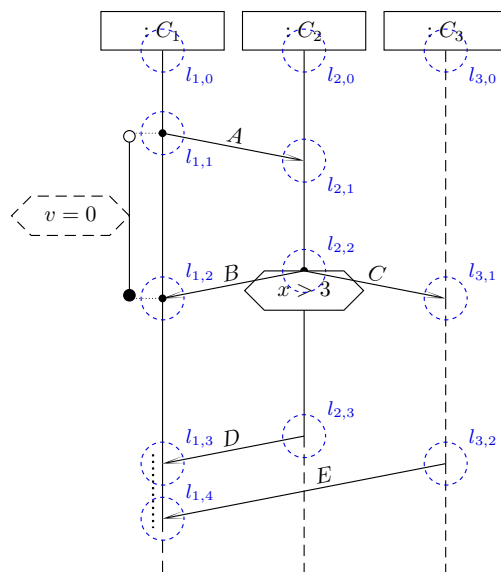 : C₁ : C₂ : C₃
l₁,₀ l₂,₀ l₃,₀
A
l₁,₁
l₂,₁
v = 0
l₂,₂
l₁,₂ B C l₃,₁
x > 3
l₂,₃
l₁,₃ D l₃,₂
E
l₁,₄